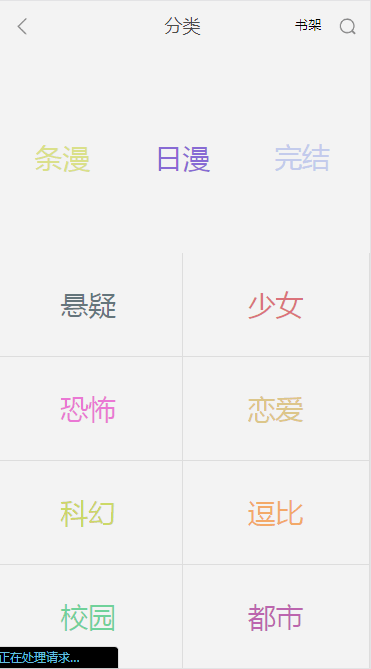 分类 书架
条漫 日漫 完结
悬疑 少女
恐怖 恋爱
科幻 逗比
校园 都市
正在处理请求...